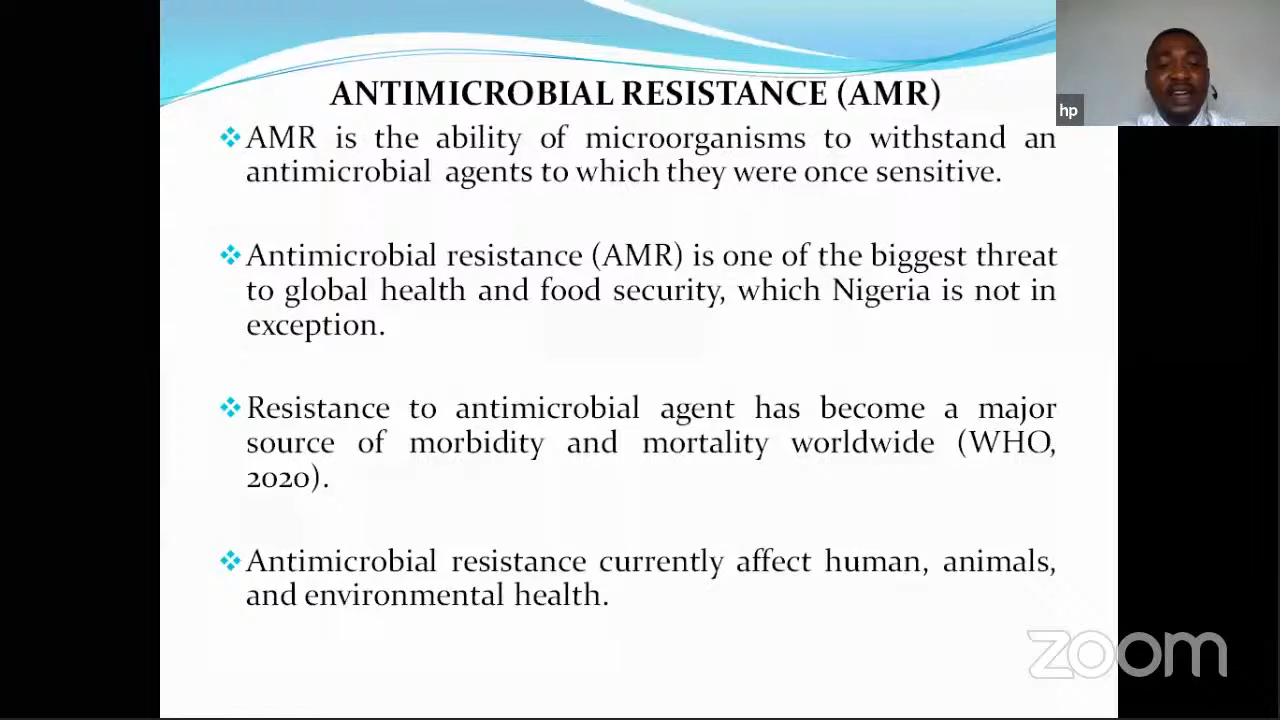 ANTIMICROBIAL RESISTANCE (AMR)
AMR is the ability of microorganisms to withstand an
antimicrobial agents to which they were once sensitive.
Antimicrobial resistance (AMR) is one of the biggest threat
to global health and food security, which Nigeria is not in
exception.
Resistance to antimicrobial agent has become a major
source of morbidity and mortality worldwide (WHO,
2020).
Antimicrobial resistance currently affect human, animals,
and environmental health.
hp
zoom